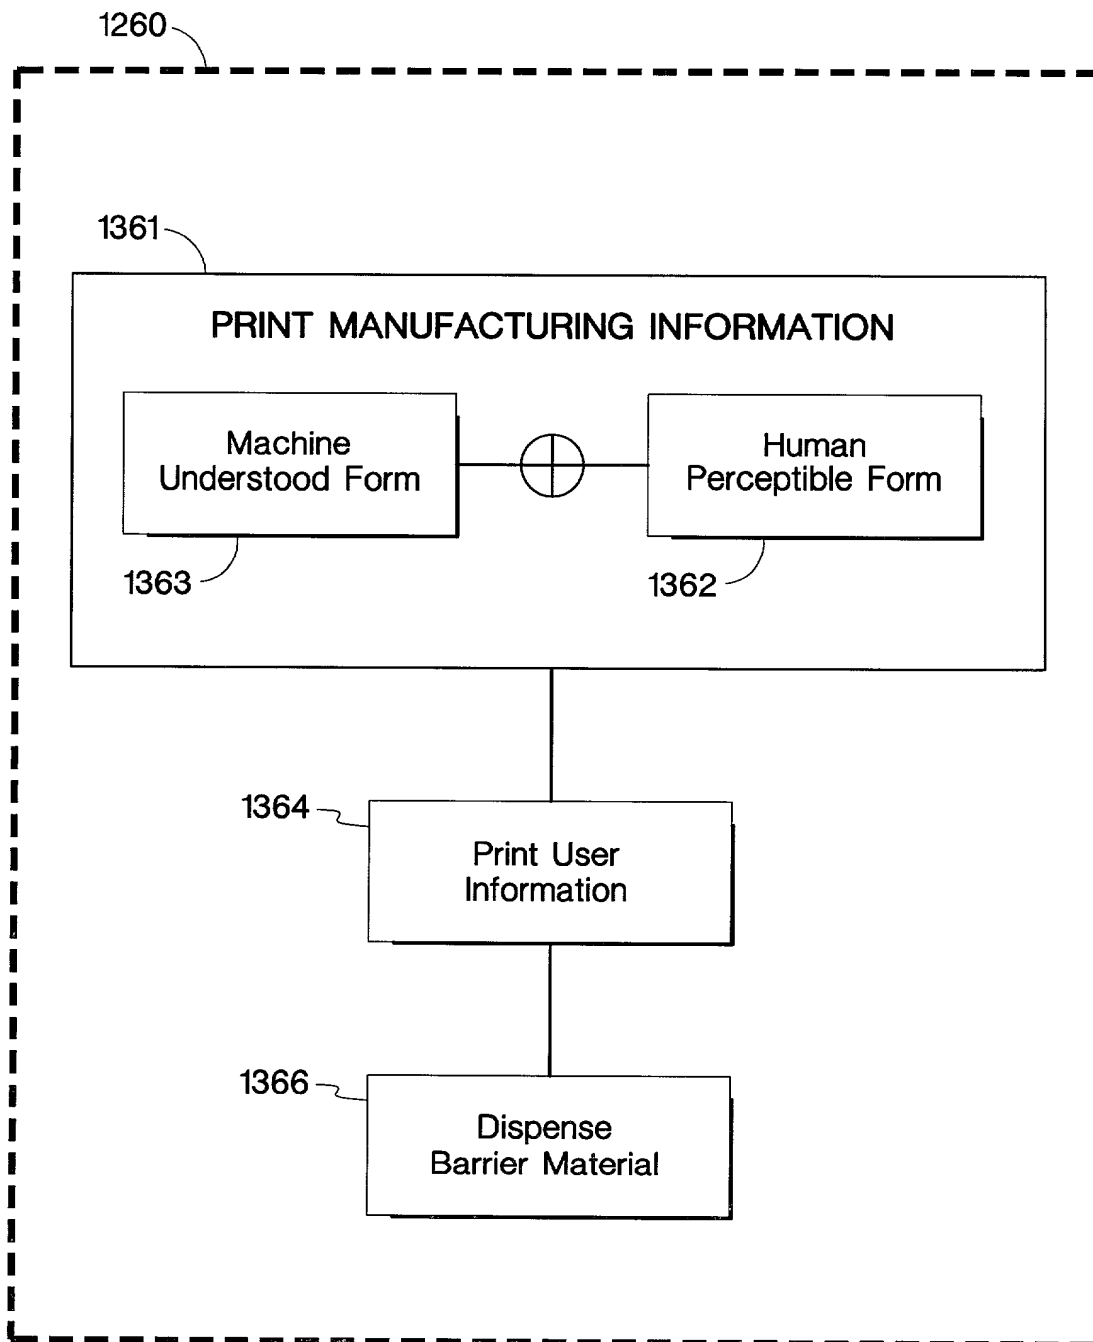 1260
1361
PRINT MANUFACTURING INFORMATION
Machine
Understood Form
Human
Perceptible Form
1363
1362
1364
Print User
Information
1366
Dispense
Barrier Material